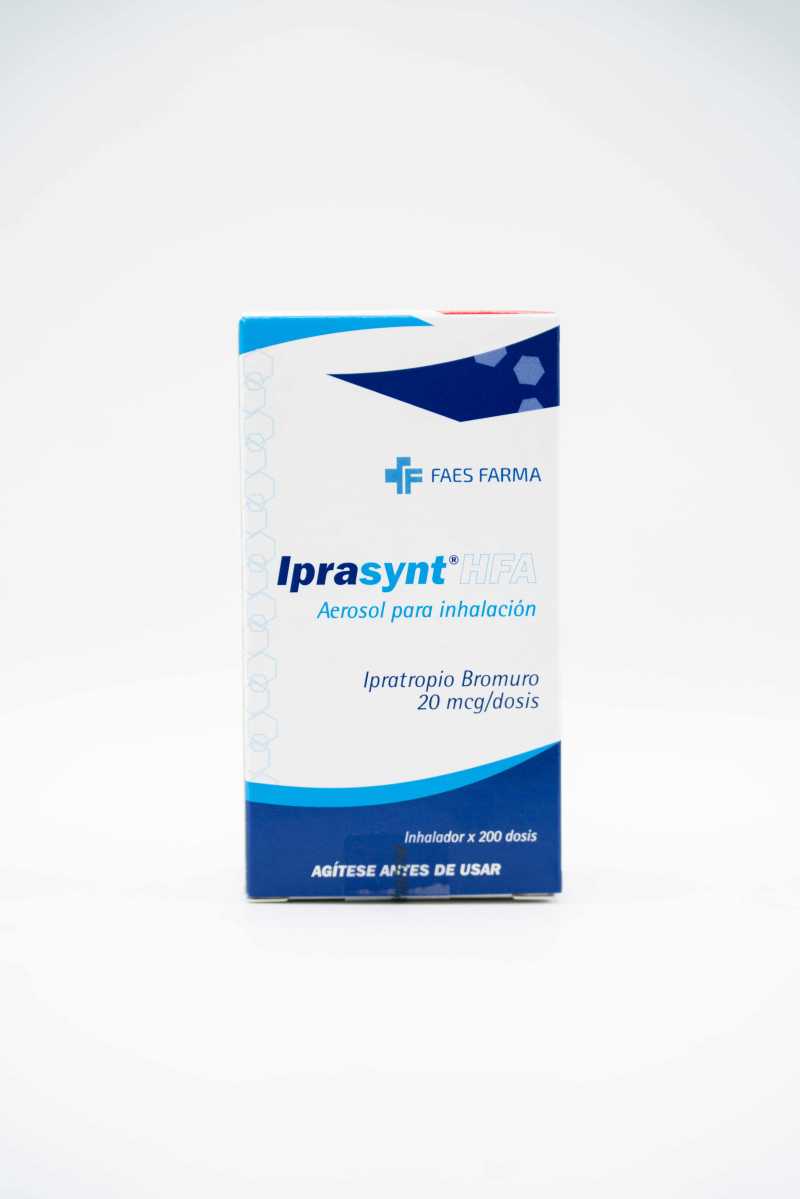 FAES FARMA
Iprasynt® HFA
Aerosol para inhalación
Ipratropio Bromuro
20 mcg/dosis
Inhalador x 200 dosis
AGÍTESE ANTES DE USAR